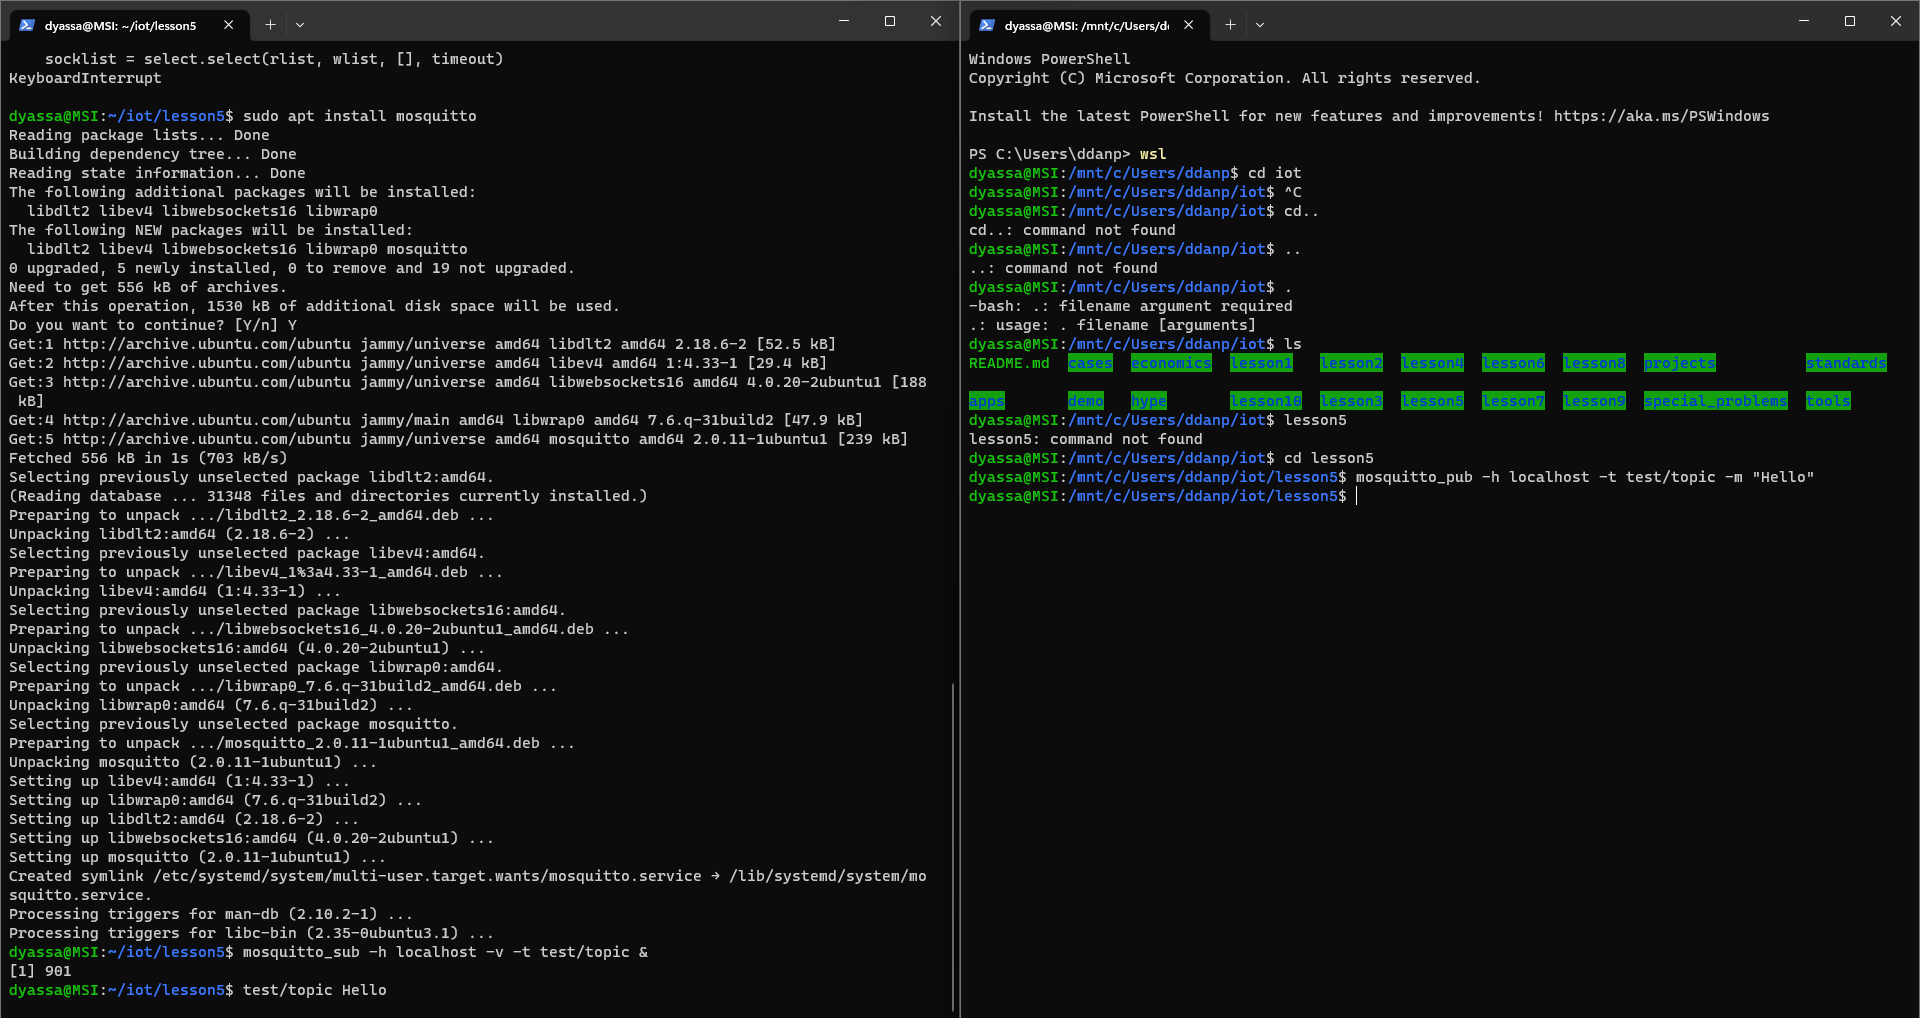 dyassa@MSI: ~/iot/lesson5
    socklist = select.select(rlist, wlist, [], timeout)
KeyboardInterrupt
dyassa@MSI:~/iot/lesson5$ sudo apt install mosquitto
Reading package lists... Done
Building dependency tree... Done
Reading state information... Done
The following additional packages will be installed:
  libdlt2 libev4 libwebsockets16 libwrap0
The following NEW packages will be installed:
  libdlt2 libev4 libwebsockets16 libwrap0 mosquitto
0 upgraded, 5 newly installed, 0 to remove and 19 not upgraded.
Need to get 556 kB of archives.
After this operation, 1530 kB of additional disk space will be used.
Do you want to continue? [Y/n] Y
Get:1 http://archive.ubuntu.com/ubuntu jammy/universe amd64 libdlt2 amd64 2.18.6-2 [52.5 kB]
Get:2 http://archive.ubuntu.com/ubuntu jammy/universe amd64 libev4 amd64 1:4.33-1 [29.4 kB]
Get:3 http://archive.ubuntu.com/ubuntu jammy/universe amd64 libwebsockets16 amd64 4.0.20-2ubuntu1 [188
 kB]
Get:4 http://archive.ubuntu.com/ubuntu jammy/main amd64 libwrap0 amd64 7.6.q-31build2 [47.9 kB]
Get:5 http://archive.ubuntu.com/ubuntu jammy/universe amd64 mosquitto amd64 2.0.11-1ubuntu1 [239 kB]
Fetched 556 kB in 1s (703 kB/s)
Selecting previously unselected package libdlt2:amd64.
(Reading database ... 31348 files and directories currently installed.)
Preparing to unpack .../libdlt2_2.18.6-2_amd64.deb ...
Unpacking libdlt2:amd64 (2.18.6-2) ...
Selecting previously unselected package libev4:amd64.
Preparing to unpack .../libev4_1%3a4.33-1_amd64.deb ...
Unpacking libev4:amd64 (1:4.33-1) ...
Selecting previously unselected package libwebsockets16:amd64.
Preparing to unpack .../libwebsockets16_4.0.20-2ubuntu1_amd64.deb ...
Unpacking libwebsockets16:amd64 (4.0.20-2ubuntu1) ...
Selecting previously unselected package libwrap0:amd64.
Preparing to unpack .../libwrap0_7.6.q-31build2_amd64.deb ...
Unpacking libwrap0:amd64 (7.6.q-31build2) ...
Selecting previously unselected package mosquitto.
Preparing to unpack .../mosquitto_2.0.11-1ubuntu1_amd64.deb ...
Unpacking mosquitto (2.0.11-1ubuntu1) ...
Setting up libev4:amd64 (1:4.33-1) ...
Setting up libwrap0:amd64 (7.6.q-31build2) ...
Setting up libdlt2:amd64 (2.18.6-2) ...
Setting up libwebsockets16:amd64 (4.0.20-2ubuntu1) ...
Setting up mosquitto (2.0.11-1ubuntu1) ...
Created symlink /etc/systemd/system/multi-user.target.wants/mosquitto.service → /lib/systemd/system/mo
squitto.service.
Processing triggers for man-db (2.10.2-1) ...
Processing triggers for libc-bin (2.35-0ubuntu3.1) ...
dyassa@MSI:~/iot/lesson5$ mosquitto_sub -h localhost -v -t test/topic &
[1] 901
dyassa@MSI:~/iot/lesson5$ test/topic Hello
dyassa@MSI: /mnt/c/Users/d
Windows PowerShell
Copyright (C) Microsoft Corporation. All rights reserved.
Install the latest PowerShell for new features and improvements! https://aka.ms/PSWindows
PS C:\Users\ddanp> wsl
dyassa@MSI:/mnt/c/Users/ddanp$ cd iot
dyassa@MSI:/mnt/c/Users/ddanp/iot$ ^C
dyassa@MSI:/mnt/c/Users/ddanp/iot$ cd..
cd..: command not found
dyassa@MSI:/mnt/c/Users/ddanp/iot$ ..
..: command not found
dyassa@MSI:/mnt/c/Users/ddanp/iot$ .
-bash: .: filename argument required
.: usage: . filename [arguments]
dyassa@MSI:/mnt/c/Users/ddanp/iot$ ls
README.md  cases  economics  lesson1   lesson2  lesson4  lesson6  lesson8  projects          standards
apps       demo   hype       lesson10  lesson3  lesson5  lesson7  lesson9  special_problems  tools
dyassa@MSI:/mnt/c/Users/ddanp/iot$ lesson5
lesson5: command not found
dyassa@MSI:/mnt/c/Users/ddanp/iot$ cd lesson5
dyassa@MSI:/mnt/c/Users/ddanp/iot/lesson5$ mosquitto_pub -h localhost -t test/topic -m "Hello"
dyassa@MSI:/mnt/c/Users/ddanp/iot/lesson5$